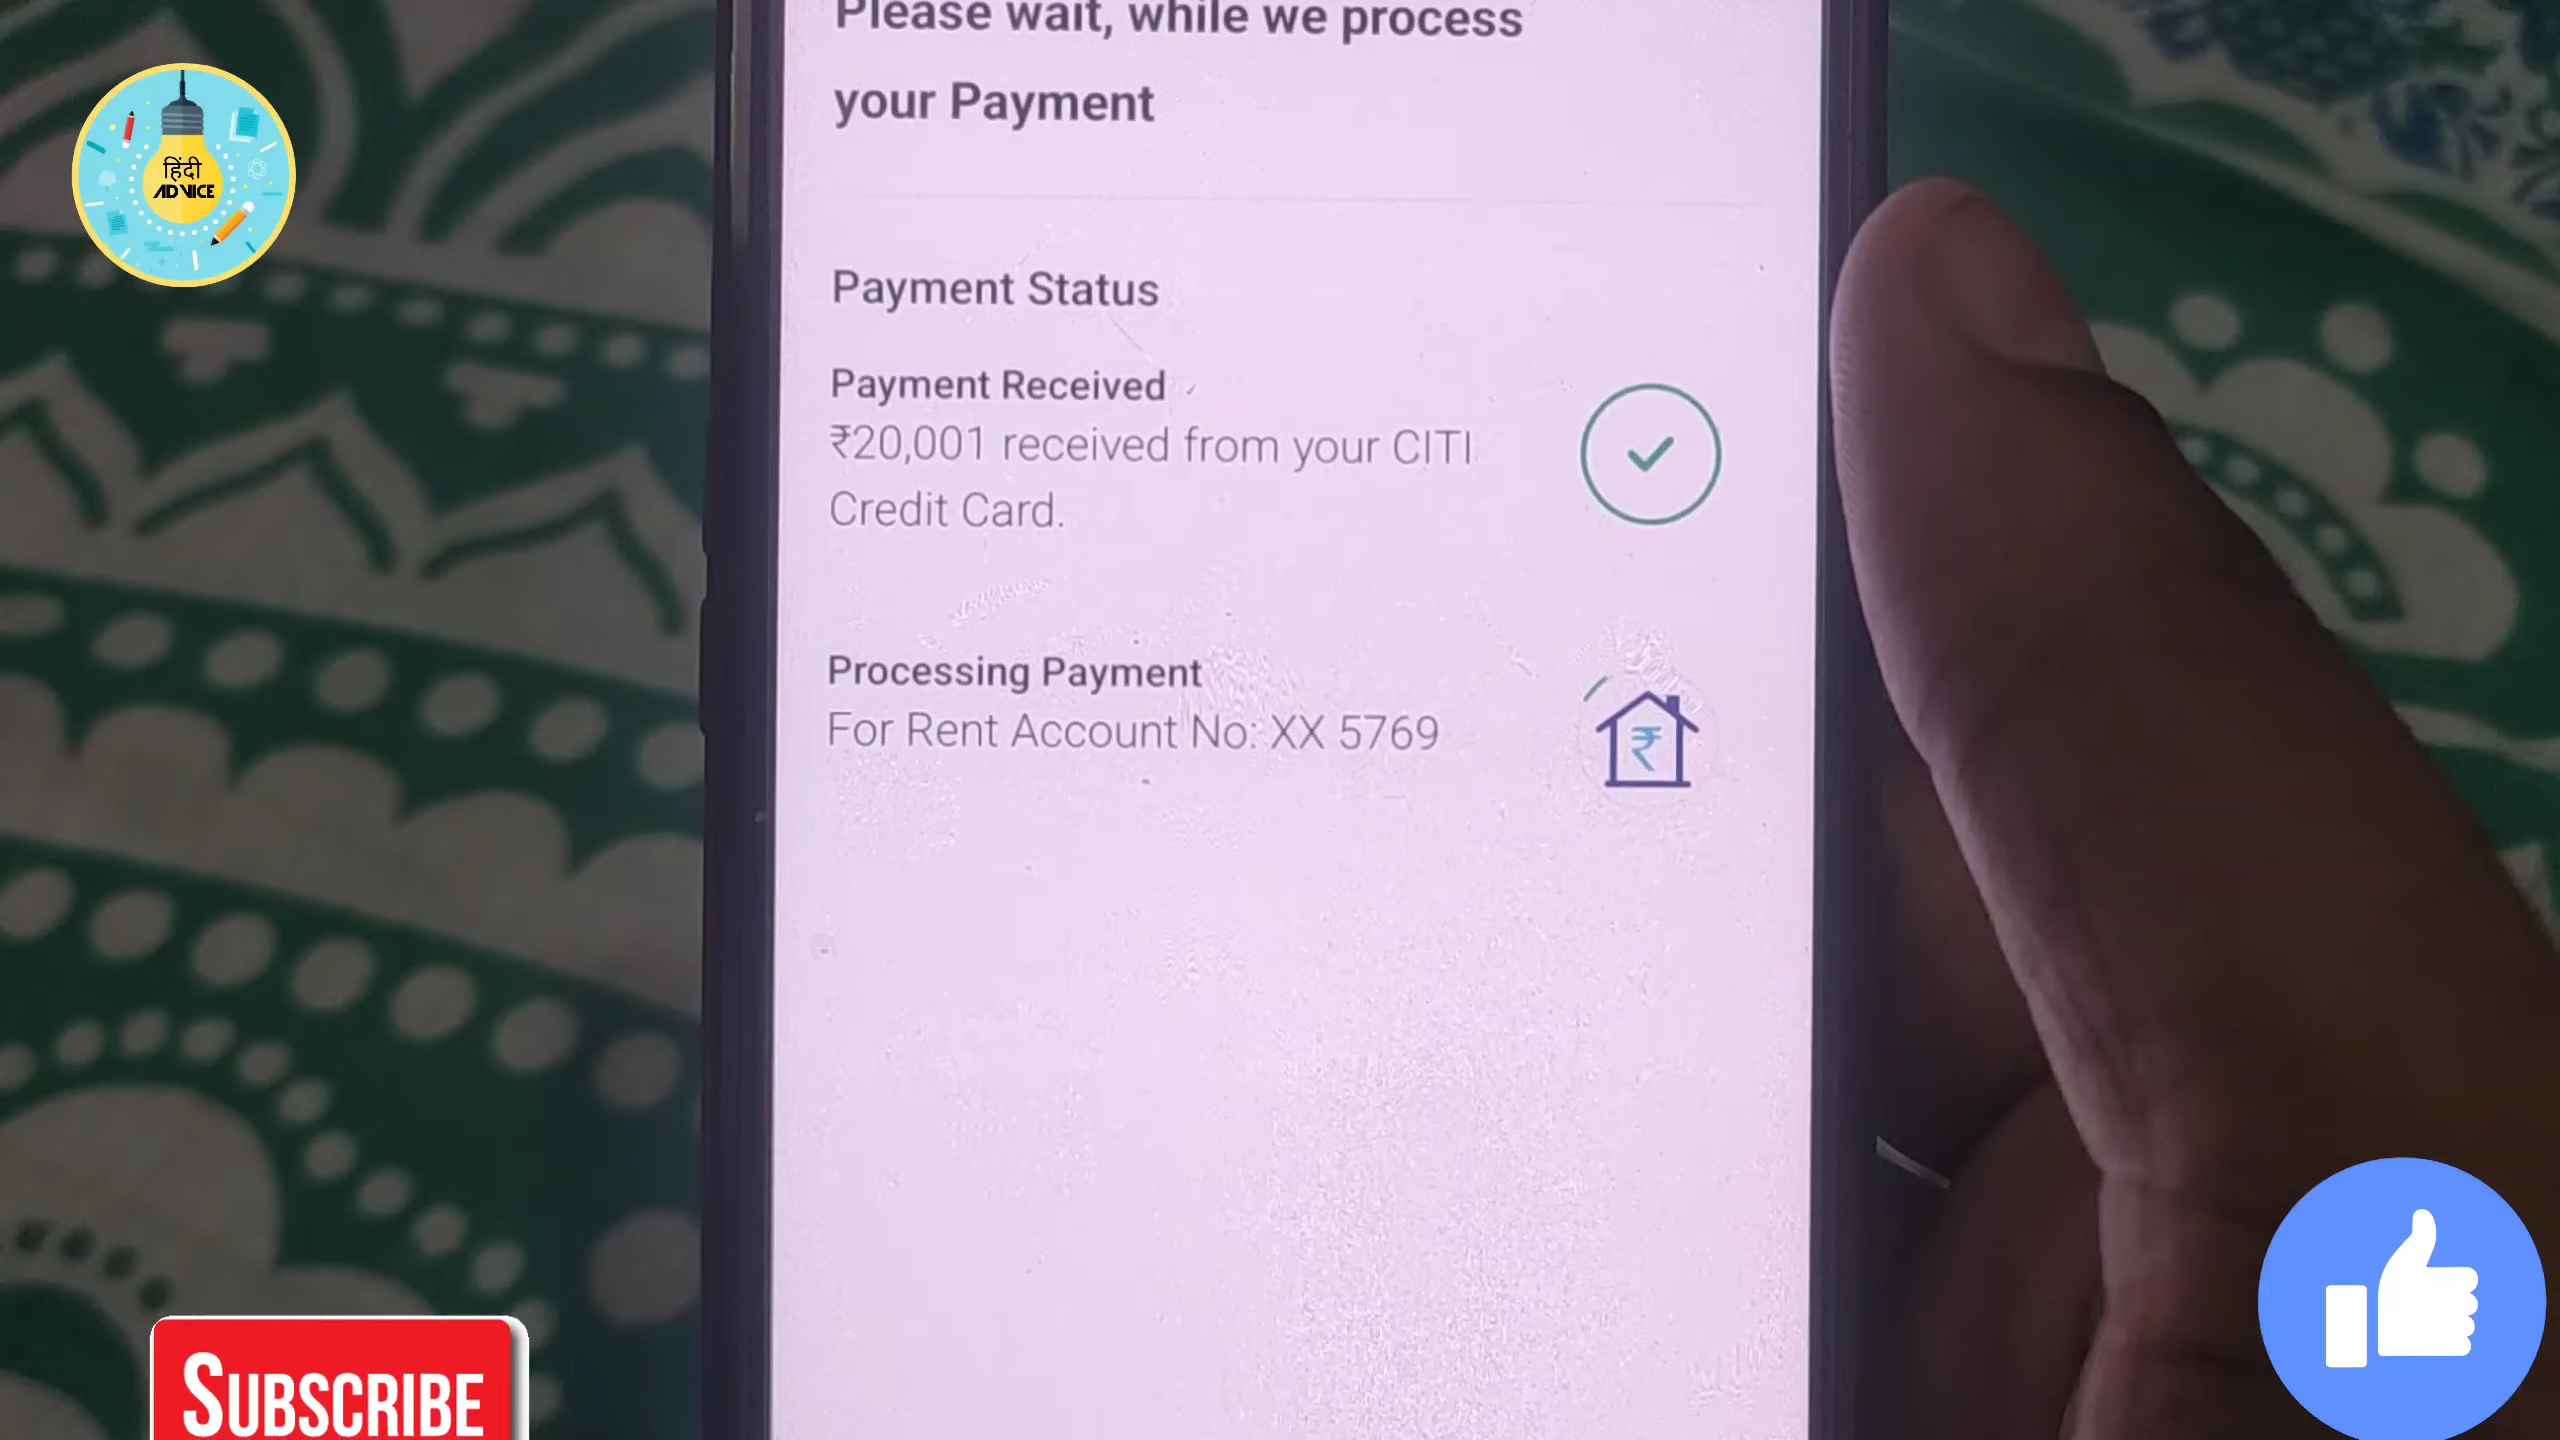 Please wait, while we process
your Payment
हिंदी
ADVICE
Payment Status
Payment Received
₹20,001 received from your CITI
Credit Card.
Processing Payment
For Rent Account No: XX 5769
₹
SUBSCRIBE